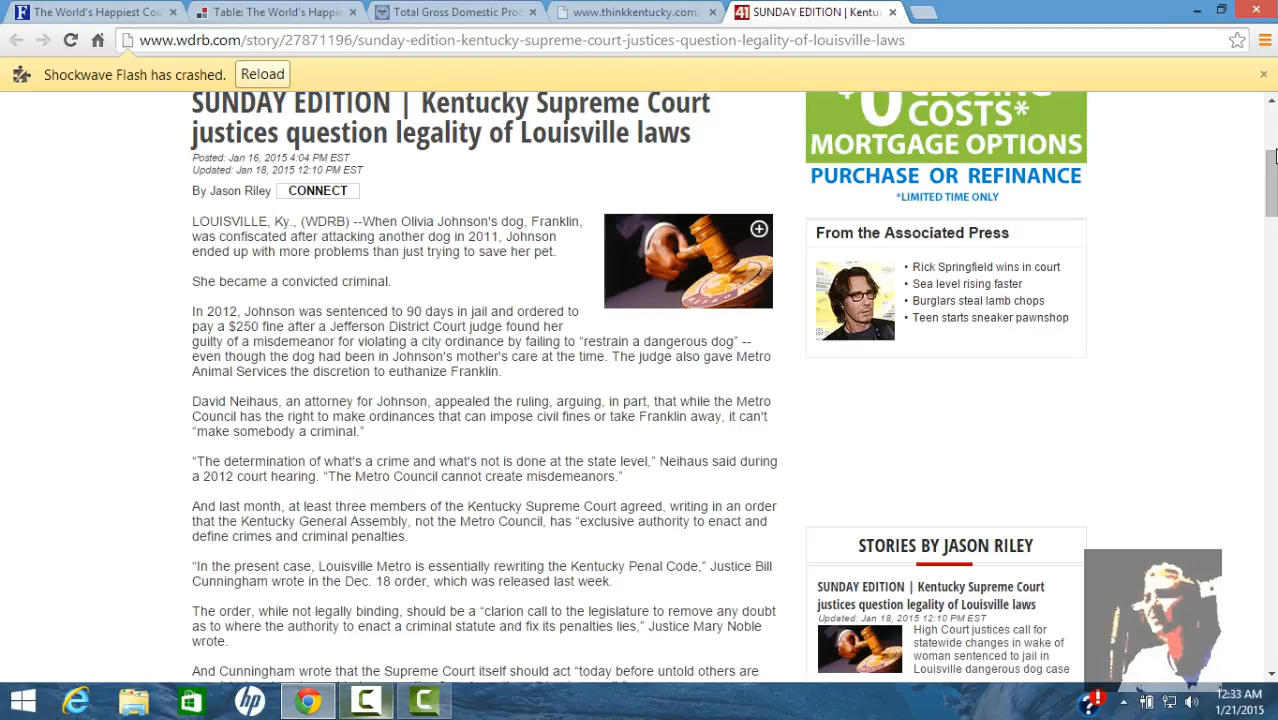 The World's Happiest Cou
Table: The World's Happie
Total Gross Domestic Pro
www.thinkkentucky.com
41 SUNDAY EDITION | Kentu
www.wdrb.com/story/27871196/sunday-edition-kentucky-supreme-court-justices-question-legality-of-louisville-laws
Shockwave Flash has crashed. Reload
SUNDAY EDITION | Kentucky Supreme Court
justices question legality of Louisville laws
Posted: Jan 16, 2015 4:04 PM EST
Updated: Jan 18, 2015 12:10 PM EST
By Jason Riley CONNECT
LOUISVILLE, Ky., (WDRB) --When Olivia Johnson's dog, Franklin,
was confiscated after attacking another dog in 2011, Johnson
ended up with more problems than just trying to save her pet.
She became a convicted criminal.
In 2012, Johnson was sentenced to 90 days in jail and ordered to
pay a $250 fine after a Jefferson District Court judge found her
guilty of a misdemeanor for violating a city ordinance by failing to “restrain a dangerous dog” --
even though the dog had been in Johnson's mother's care at the time. The judge also gave Metro
Animal Services the discretion to euthanize Franklin.
David Neihaus, an attorney for Johnson, appealed the ruling, arguing, in part, that while the Metro
Council has the right to make ordinances that can impose civil fines or take Franklin away, it can't
“make somebody a criminal.”
“The determination of what's a crime and what's not is done at the state level,” Neihaus said during
a 2012 court hearing. “The Metro Council cannot create misdemeanors.”
And last month, at least three members of the Kentucky Supreme Court agreed, writing in an order
that the Kentucky General Assembly, not the Metro Council, has “exclusive authority to enact and
define crimes and criminal penalties.
“In the present case, Louisville Metro is essentially rewriting the Kentucky Penal Code,” Justice Bill
Cunningham wrote in the Dec. 18 order, which was released last week.
The order, while not legally binding, should be a “clarion call to the legislature to remove any doubt
as to where the authority to enact a criminal statute and fix its penalties lies,” Justice Mary Noble
wrote.
And Cunningham wrote that the Supreme Court itself should act “today before untold others are
$0 CLOSING
COSTS*
MORTGAGE OPTIONS
PURCHASE OR REFINANCE
*LIMITED TIME ONLY
From the Associated Press
• Rick Springfield wins in court
• Sea level rising faster
• Burglars steal lamb chops
• Teen starts sneaker pawnshop
STORIES BY JASON RILEY
SUNDAY EDITION | Kentucky Supreme Court
justices question legality of Louisville laws
Updated: Jan 18, 2015 12:10 PM EST
High Court justices call for
statewide changes in wake of
woman sentenced to jail in
Louisville dangerous dog case
12:33 AM
1/21/2015